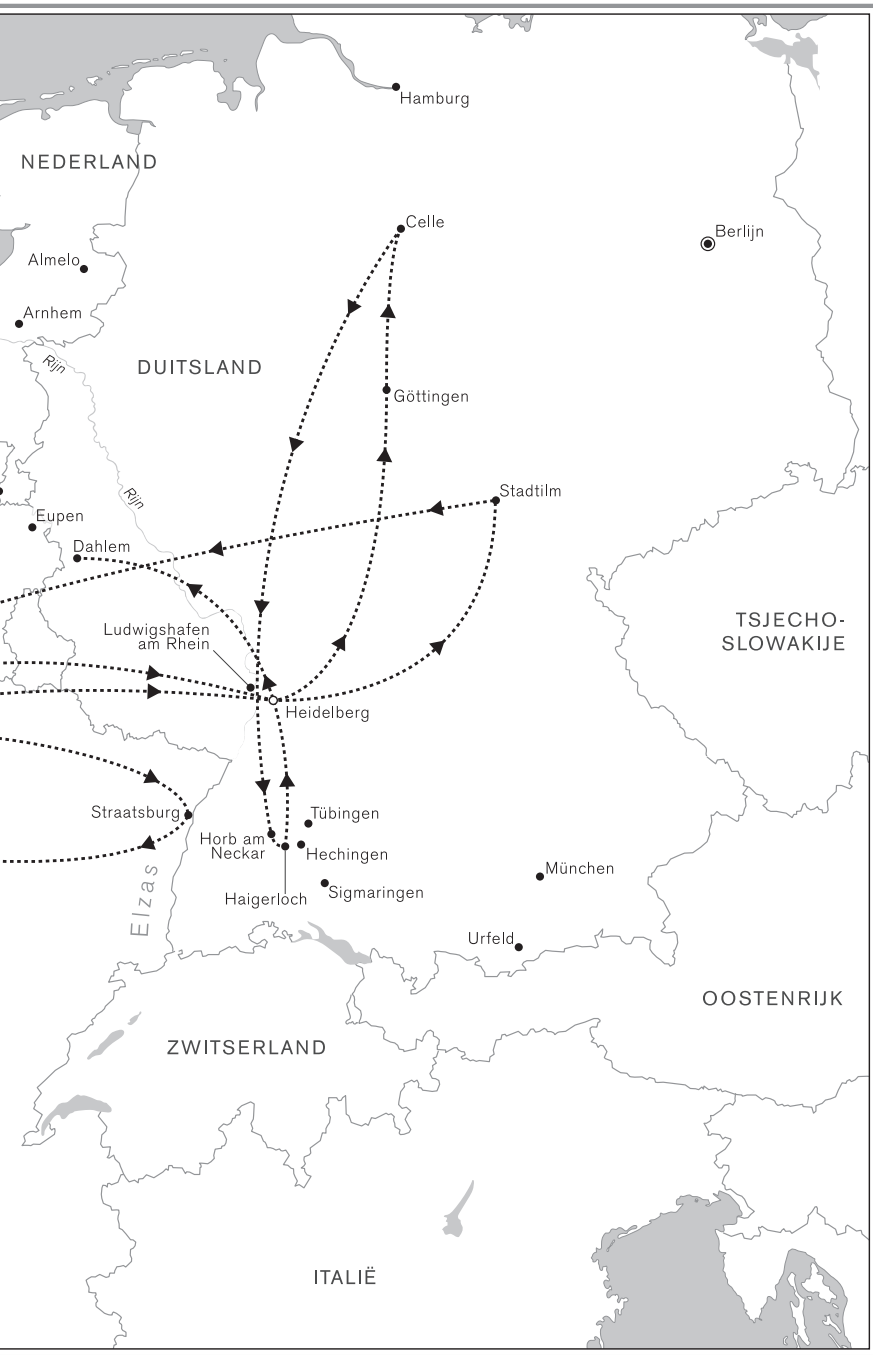 Hamburg
NEDERLAND
Celle
Berlijn
Almelo
Arnhem
Rijn
DUITSLAND
Göttingen
Rijn
Stadtilm
Eupen
Dahlem
Ludwigshafen
am Rhein
TSJECHO-
SLOWAKIJE
Heidelberg
Straatsburg
Tübingen
Horb am
Neckar
Hechingen
Haigerloch
Sigmaringen
München
Elzas
Urfeld
OOSTENRIJK
ZWITSERLAND
ITALIË